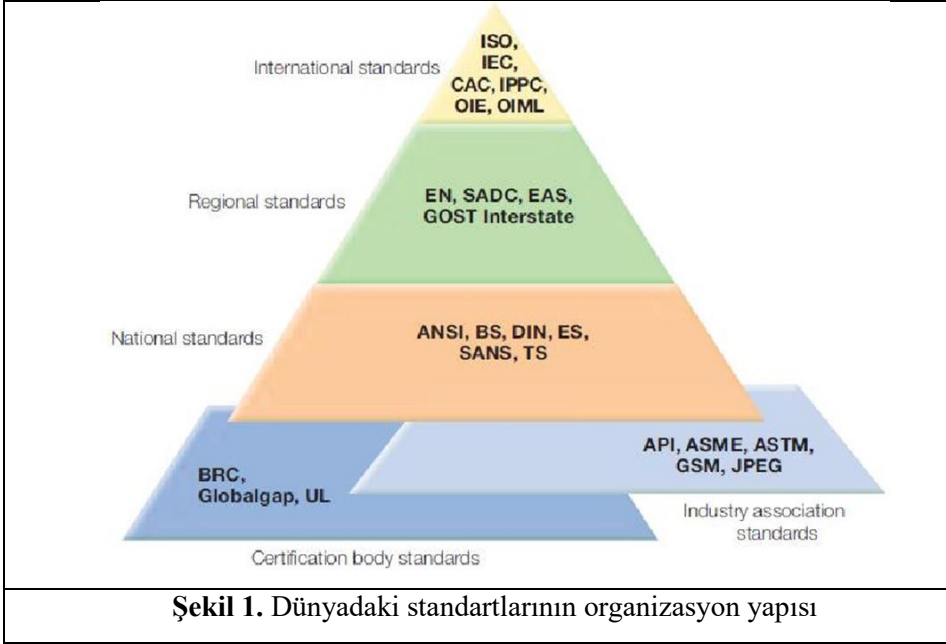 International standards
ISO,
IEC,
CAC, IPPC,
OIE, OIML
Regional standards
EN, SADC, EAS,
GOST Interstate
National standards
ANSI, BS, DIN, ES,
SANS, TS
BRC,
Globalgap, UL
API, ASME, ASTM,
GSM, JPEG
Industry association
standards
Certification body standards
Şekil 1. Dünyadaki standartlarının organizasyon yapısı